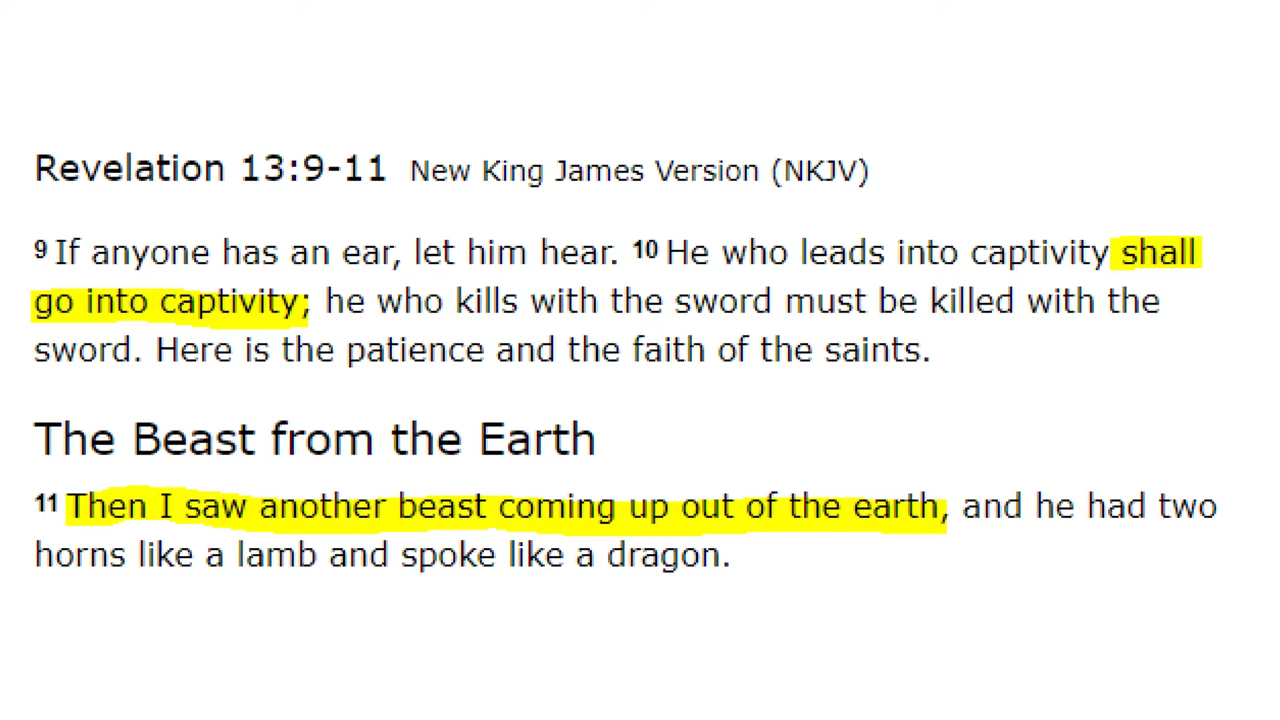 Revelation 13:9-11 New King James Version (NKJV)
9 If anyone has an ear, let him hear. 10 He who leads into captivity shall
go into captivity; he who kills with the sword must be killed with the
sword. Here is the patience and the faith of the saints.
The Beast from the Earth
11 Then I saw another beast coming up out of the earth, and he had two
horns like a lamb and spoke like a dragon.